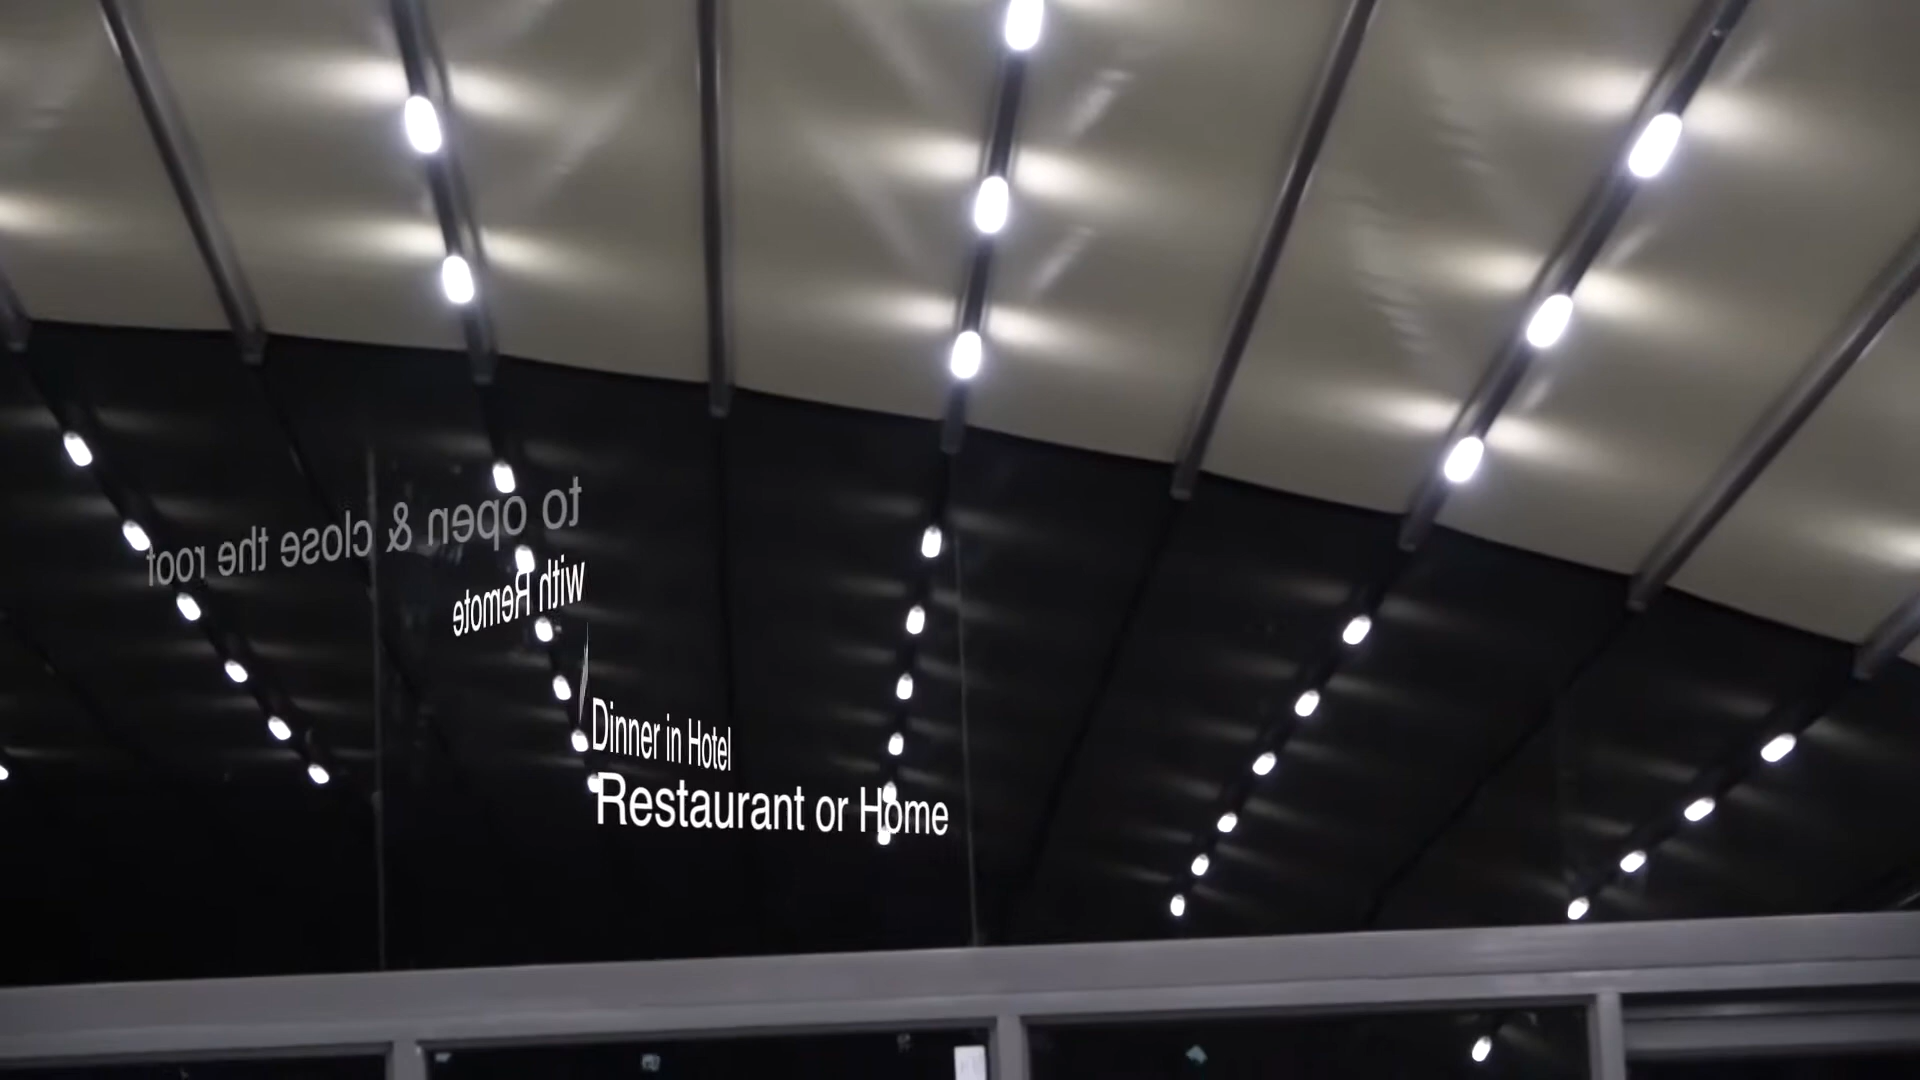 to open & close the roof
with Remote
Dinner in Hotel
Restaurant or Home